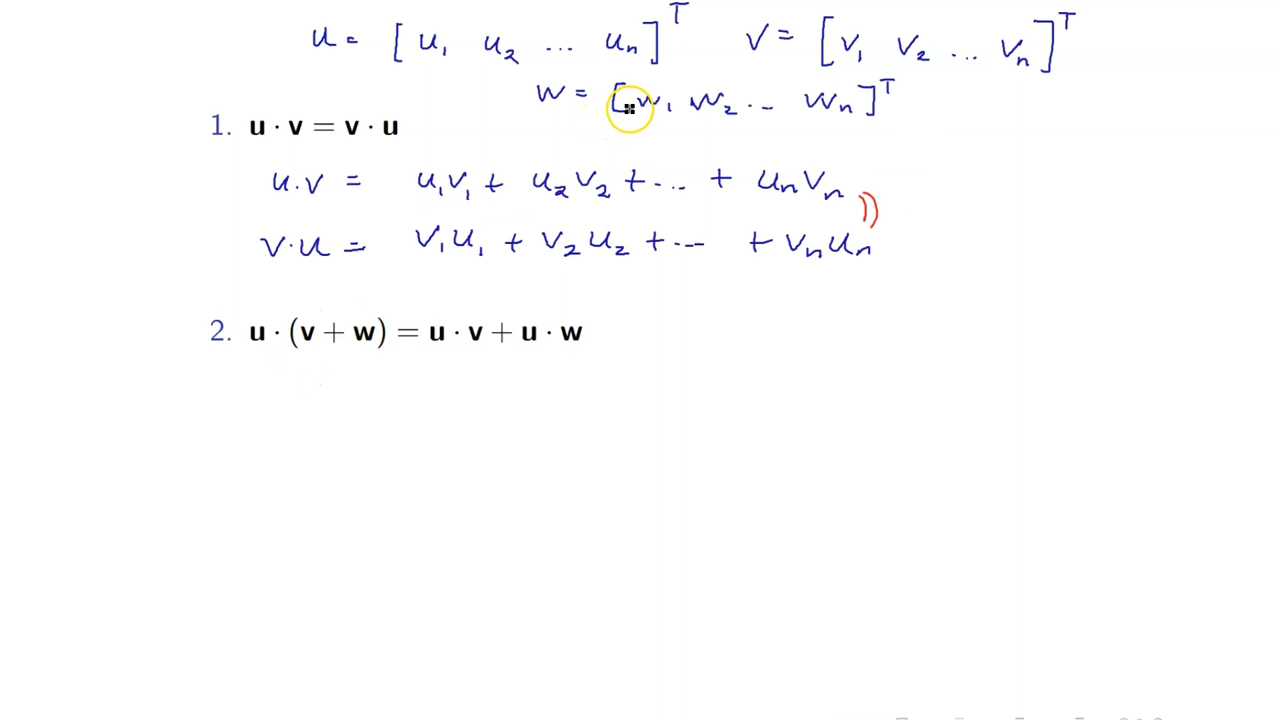 u = [ u₁ u₂ ... uₙ ]ᵀ v = [ v₁ v₂ ... vₙ ]ᵀ
w = [ w₁ w₂ ... wₙ ]ᵀ
1. u · v = v · u
u·v = u₁v₁ + u₂v₂ + ... + uₙvₙ
v·u = v₁u₁ + v₂u₂ + ... + vₙuₙ
2. u · (v + w) = u · v + u · w